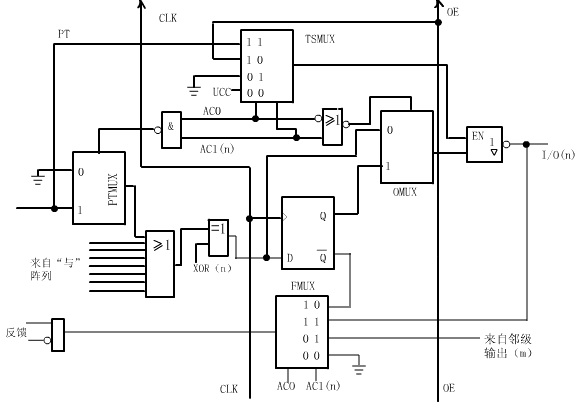 CLK
OE
PT
TSMUX
1 1
1 0
0 1
0 0
UCC
AC0
&
≥1
AC1(n)
0
1
OMUX
EN
1
▽
I/O(n)
0
1
PTMUX
≥1
=1
XOR (n)
来自“与”
阵列
Q
D
Q̅
FMUX
1 0
1 1
0 1
0 0
反馈
来自邻级
输出（m）
CLK
AC0
AC1(n)
OE